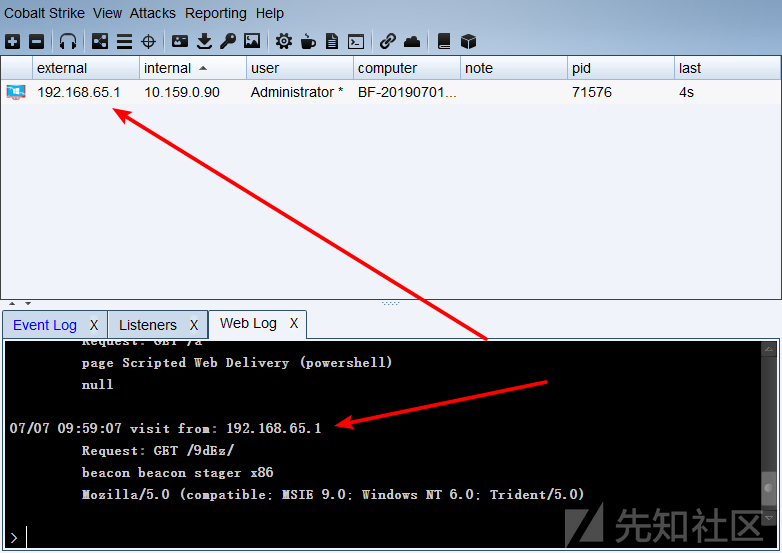 Cobalt Strike View Attacks Reporting Help
external internal user computer note pid last
192.168.65.1 10.159.0.90 Administrator * BF-20190701... 71576 4s
Event Log X Listeners X Web Log X
Request: GET /a
page Scripted Web Delivery (powershell)
null
07/07 09:59:07 visit from: 192.168.65.1
Request: GET /9dEz/
beacon beacon stager x86
Mozilla/5.0 (compatible; MSIE 9.0; Windows NT 6.0; Trident/5.0)
>
先知社区